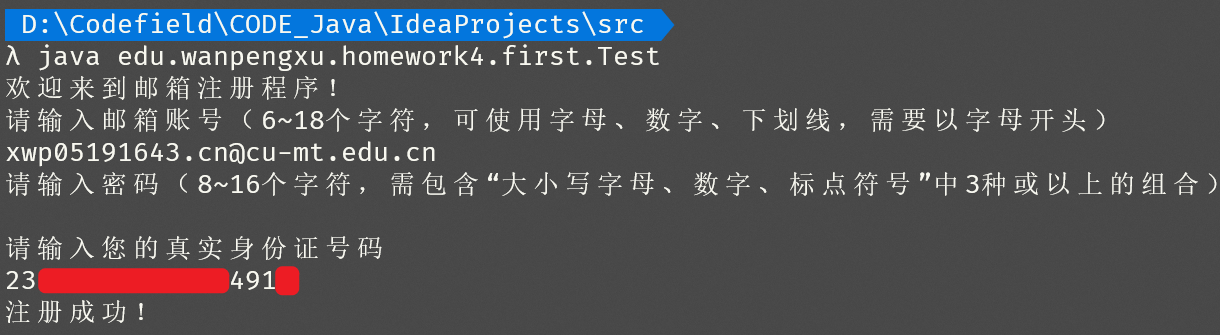 D:\Codefield\CODE_Java\IdeaProjects\src
λ java edu.wanpengxu.homework4.first.Test
欢迎来到邮箱注册程序！
请输入邮箱账号（6~18个字符，可使用字母、数字、下划线，需要以字母开头）
xwp05191643.cn@cu-mt.edu.cn
请输入密码（8~16个字符，需包含“大小写字母、数字、标点符号”中3种或以上的组合）
请输入您的真实身份证号码
23 491
注册成功！